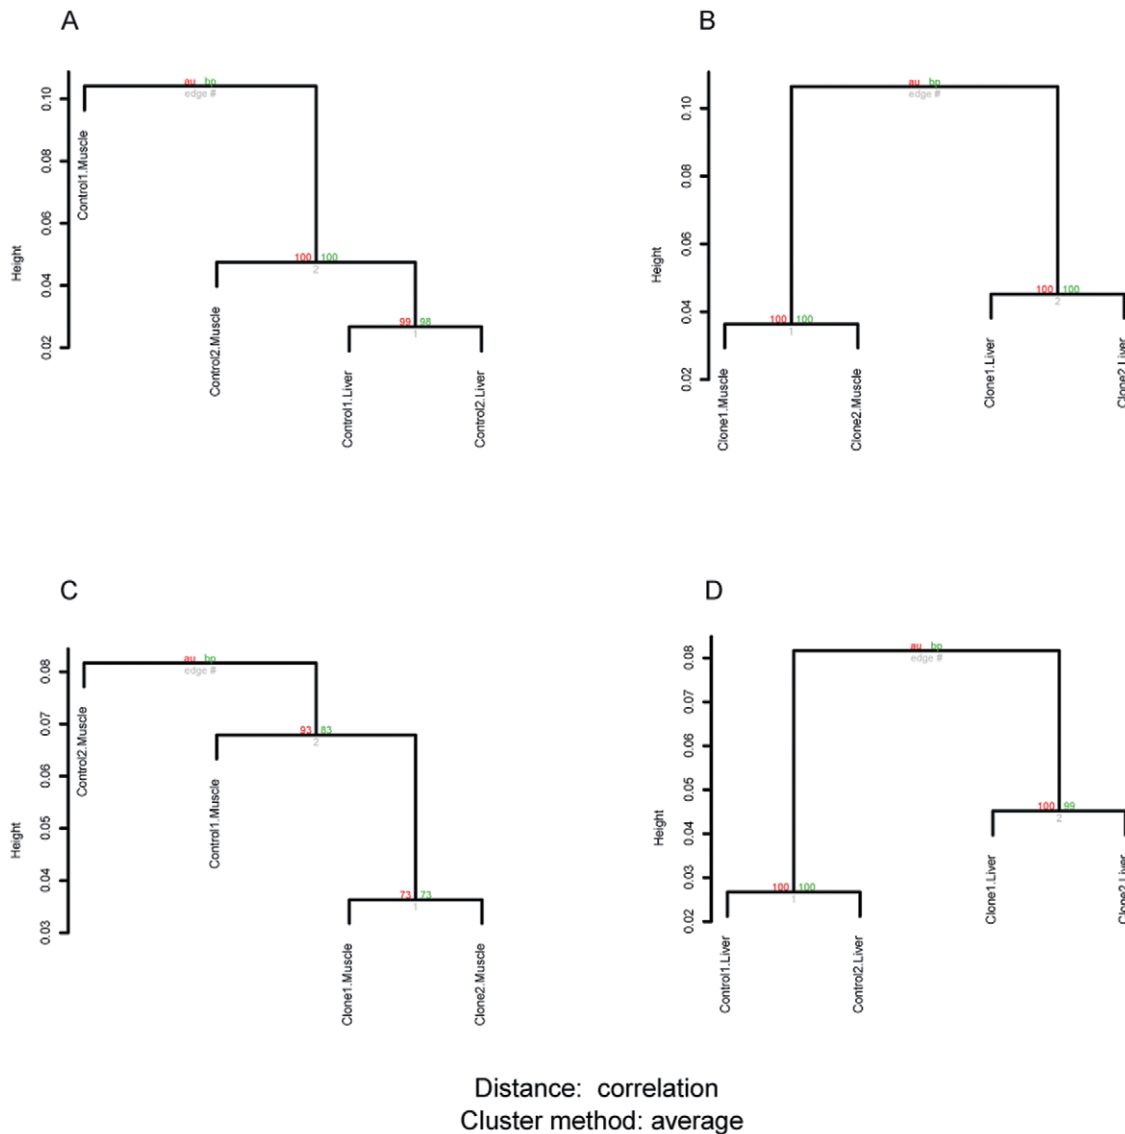 A
au bp
edge #
Height
0.10
0.08
0.06
0.04
0.02
Control1.Muscle
100 100
2
Control2.Muscle
99 98
1
Control1.Liver
Control2.Liver
B
au bp
edge #
Height
0.10
0.08
0.06
0.04
0.02
100 100
1
100 100
2
Clone1.Muscle
Clone2.Muscle
Clone1.Liver
Clone2.Liver
C
au bp
edge #
Height
0.08
0.07
0.06
0.05
0.04
0.03
Control2.Muscle
93 83
2
Control1.Muscle
73 73
1
Clone1.Muscle
Clone2.Muscle
D
au bp
edge #
Height
0.08
0.07
0.06
0.05
0.04
0.03
0.02
100 99
2
100 100
1
Control1.Liver
Control2.Liver
Clone1.Liver
Clone2.Liver
Distance: correlation
Cluster method: average